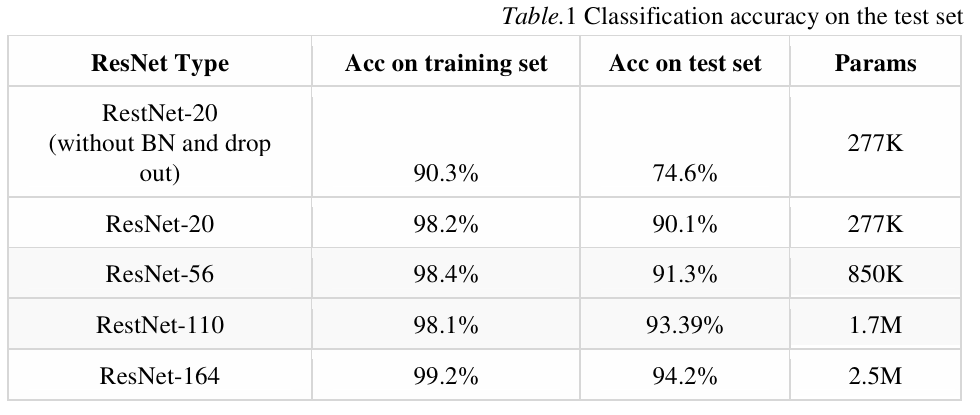 Table.1 Classification accuracy on the test set
ResNet Type Acc on training set Acc on test set Params
RestNet-20
(without BN and drop
out) 90.3% 74.6% 277K
ResNet-20 98.2% 90.1% 277K
ResNet-56 98.4% 91.3% 850K
RestNet-110 98.1% 93.39% 1.7M
ResNet-164 99.2% 94.2% 2.5M